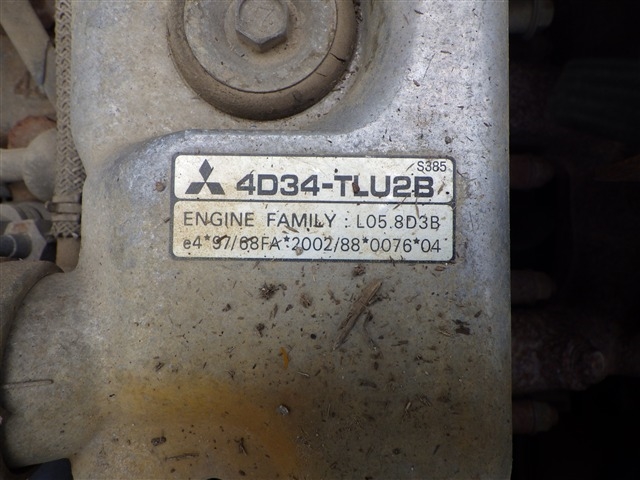 S385
4D34-TLU2B
ENGINE FAMILY : L05.8D3B
e4*97/68FA*2002/88*0076*04